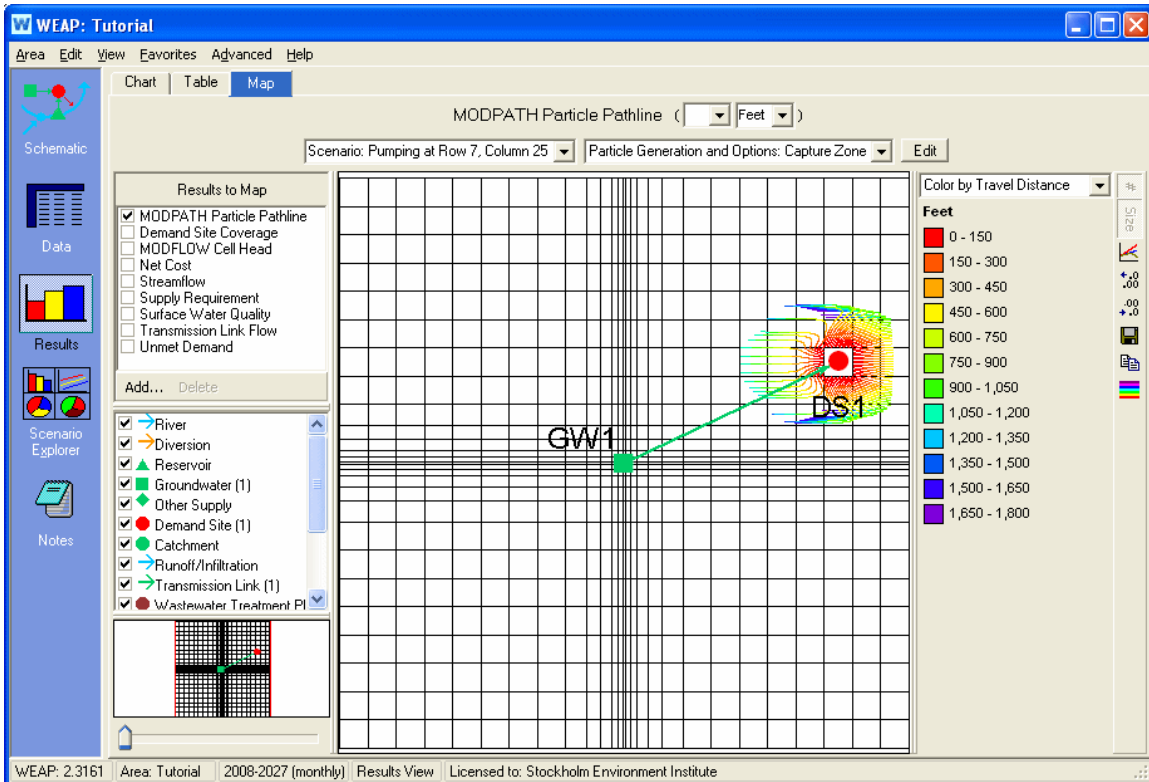 WEAP: Tutorial
Area Edit View Favorites Advanced Help
Chart Table Map
MODPATH Particle Pathline ( Feet )
Scenario: Pumping at Row 7, Column 25 Particle Generation and Options: Capture Zone Edit
Schematic
Data
Results
Scenario
Explorer
Notes
Results to Map
MODPATH Particle Pathline
Demand Site Coverage
MODFLOW Cell Head
Net Cost
Streamflow
Supply Requirement
Surface Water Quality
Transmission Link Flow
Unmet Demand
Add... Delete
River
Diversion
Reservoir
Groundwater (1)
Other Supply
Demand Site (1)
Catchment
Runoff/Infiltration
Transmission Link (1)
Wastewater Treatment Pl
GW1
DS1
Color by Travel Distance
Feet
0 - 150
150 - 300
300 - 450
450 - 600
600 - 750
750 - 900
900 - 1,050
1,050 - 1,200
1,200 - 1,350
1,350 - 1,500
1,500 - 1,650
1,650 - 1,800
#
Size
←.0
.00
.00
→.0
WEAP: 2.3161 Area: Tutorial 2008-2027 (monthly) Results View Licensed to: Stockholm Environment Institute